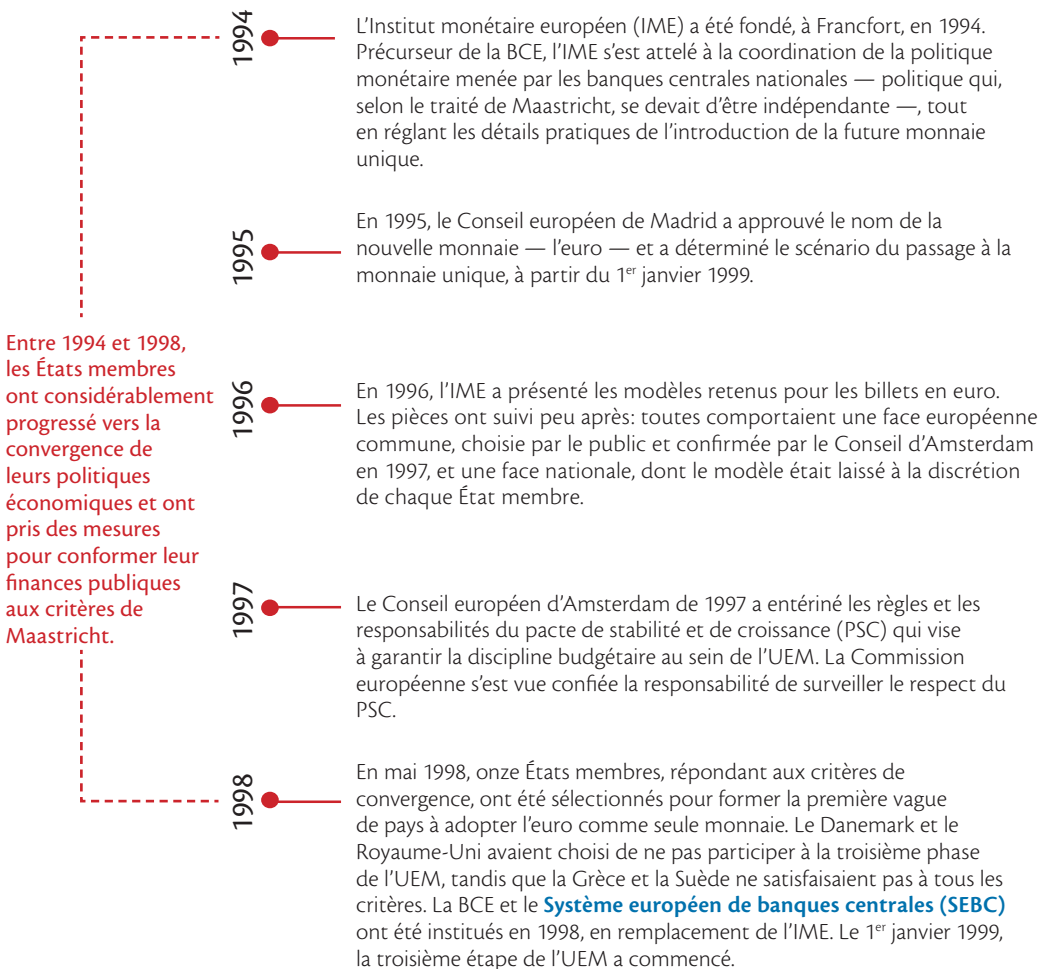 1994
L’Institut monétaire européen (IME) a été fondé, à Francfort, en 1994.
Précurseur de la BCE, l’IME s’est attelé à la coordination de la politique
monétaire menée par les banques centrales nationales — politique qui,
selon le traité de Maastricht, se devait d’être indépendante —, tout
en réglant les détails pratiques de l’introduction de la future monnaie
unique.
1995
En 1995, le Conseil européen de Madrid a approuvé le nom de la
nouvelle monnaie — l’euro — et a déterminé le scénario du passage à la
monnaie unique, à partir du 1er janvier 1999.
Entre 1994 et 1998,
les États membres
ont considérablement
progressé vers la
convergence de
leurs politiques
économiques et ont
pris des mesures
pour conformer leur
finances publiques
aux critères de
Maastricht.
1996
En 1996, l’IME a présenté les modèles retenus pour les billets en euro.
Les pièces ont suivi peu après: toutes comportaient une face européenne
commune, choisie par le public et confirmée par le Conseil d’Amsterdam
en 1997, et une face nationale, dont le modèle était laissé à la discrétion
de chaque État membre.
1997
Le Conseil européen d’Amsterdam de 1997 a entériné les règles et les
responsabilités du pacte de stabilité et de croissance (PSC) qui vise
à garantir la discipline budgétaire au sein de l’UEM. La Commission
européenne s’est vue confiée la responsabilité de surveiller le respect du
PSC.
1998
En mai 1998, onze États membres, répondant aux critères de
convergence, ont été sélectionnés pour former la première vague
de pays à adopter l’euro comme seule monnaie. Le Danemark et le
Royaume-Uni avaient choisi de ne pas participer à la troisième phase
de l’UEM, tandis que la Grèce et la Suède ne satisfaisaient pas à tous les
critères. La BCE et le Système européen de banques centrales (SEBC)
ont été institués en 1998, en remplacement de l’IME. Le 1er janvier 1999,
la troisième étape de l’UEM a commencé.